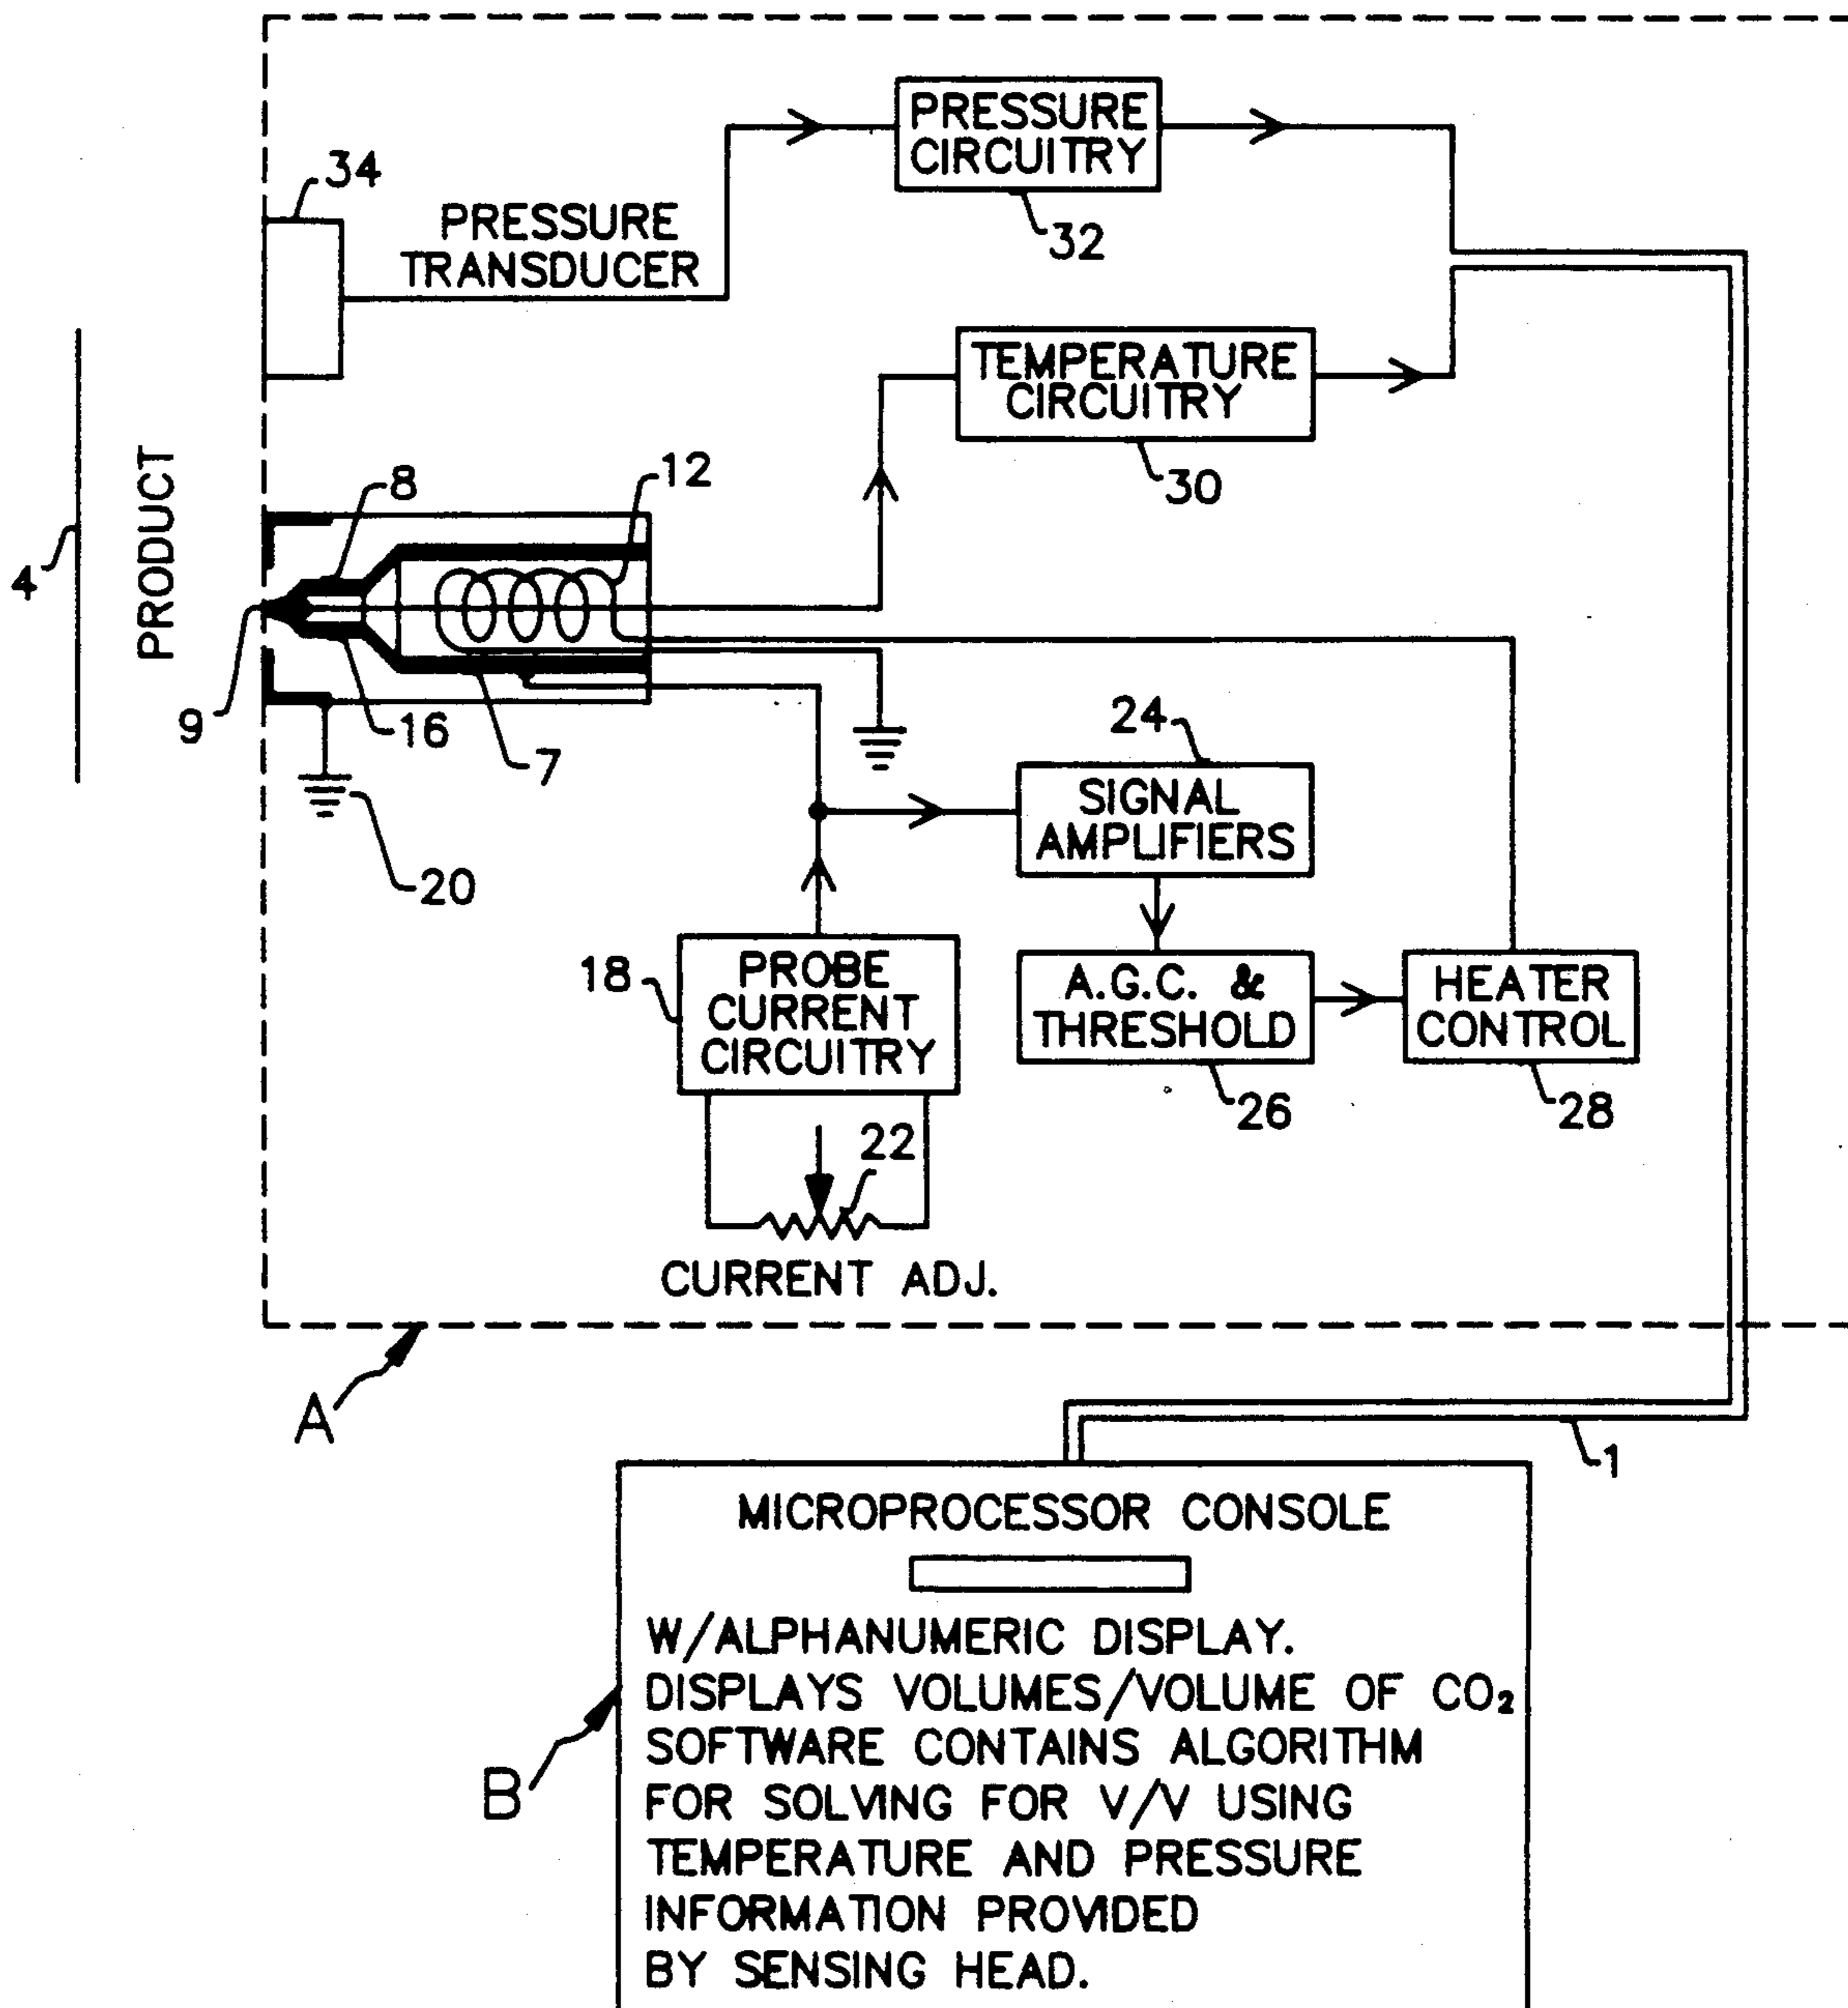 PRESSURE
CIRCUITRY
32
34
PRESSURE
TRANSDUCER
TEMPERATURE
CIRCUITRY
30
PRODUCT
4
8
12
9
16
7
20
24
SIGNAL
AMPLIFIERS
18
PROBE
CURRENT
CIRCUITRY
A.G.C. &
THRESHOLD
26
HEATER
CONTROL
28
22
CURRENT ADJ.
A
1
MICROPROCESSOR CONSOLE
W/ALPHANUMERIC DISPLAY.
DISPLAYS VOLUMES/VOLUME OF CO₂
SOFTWARE CONTAINS ALGORITHM
FOR SOLVING FOR V/V USING
TEMPERATURE AND PRESSURE
INFORMATION PROVIDED
BY SENSING HEAD.
B